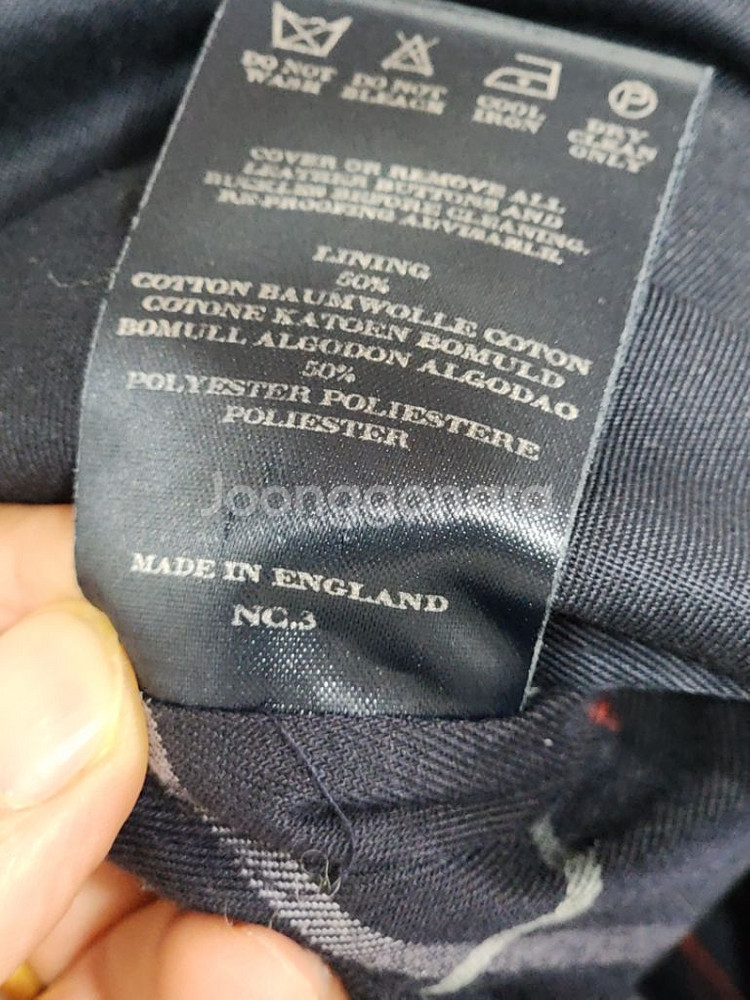 DO NOT WASH
DO NOT BLEACH
COOL IRON
P
DRY CLEAN ONLY
COVER OR REMOVE ALL
LEATHER BUTTONS AND
BUCKLES BEFORE CLEANING.
RE-PROOFING ADVISABLE.
LINING
50%
COTTON BAUMWOLLE COTON
COTONE KATOEN BOMULD
BOMULL ALGODON ALGODAO
50%
POLYESTER POLIESTERE
POLIESTER
Joonggonara
MADE IN ENGLAND
NC.3